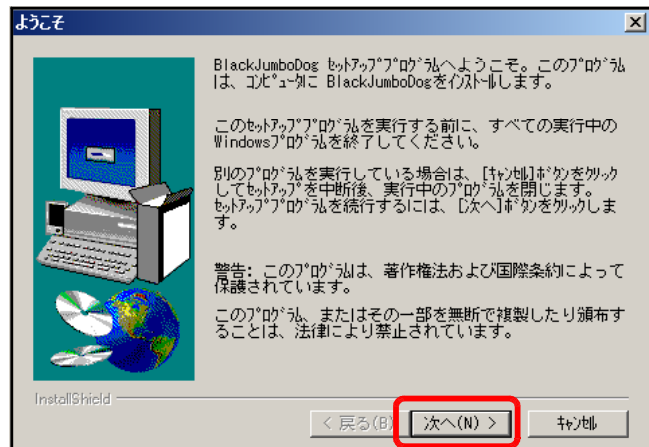 ようこそ
BlackJumboDog ｾｯﾄｱｯﾌﾟﾌﾟﾛｸﾞﾗﾑへようこそ。このﾌﾟﾛｸﾞﾗﾑ
は、ｺﾝﾋﾟｭｰﾀに BlackJumboDogをｲﾝｽﾄｰﾙします。
このｾｯﾄｱｯﾌﾟﾌﾟﾛｸﾞﾗﾑを実行する前に、すべての実行中の
Windowsﾌﾟﾛｸﾞﾗﾑを終了してください。
別のﾌﾟﾛｸﾞﾗﾑを実行している場合は、[ｷｬﾝｾﾙ]ﾎﾞﾀﾝをｸﾘｯｸ
してｾｯﾄｱｯﾌﾟを中断後、実行中のﾌﾟﾛｸﾞﾗﾑを閉じます。
ｾｯﾄｱｯﾌﾟﾌﾟﾛｸﾞﾗﾑを続行するには、[次へ]ﾎﾞﾀﾝをｸﾘｯｸしま
す。
警告: このﾌﾟﾛｸﾞﾗﾑは、著作権法および国際条約によって
保護されています。
このﾌﾟﾛｸﾞﾗﾑ、またはその一部を無断で複製したり頒布す
ることは、法律により禁止されています。
InstallShield
< 戻る(B) 次へ(N) > ｷｬﾝｾﾙ